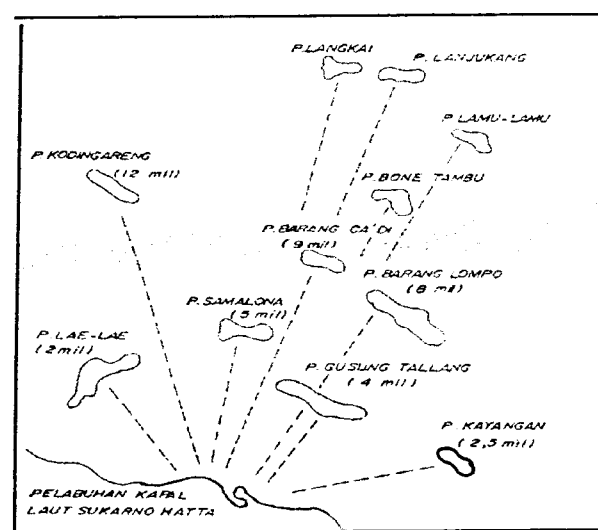 P. LANGKAI
P. LANJUKANG
P. LAMU-LAMU
P. KODINGARENG
(12 mil)
P. BONE TAMBU
P. BARANG CA'DI
(9 mil)
P. BARANG LOMPO
(8 mil)
P. SAMALONA
(5 mil)
P. LAE-LAE
(2 mil)
P. GUSUNG TALLANG
(4 mil)
P. KAYANGAN
(2,5 mil)
PELABUHAN KAPAL
LAUT SUKARNO HATTA